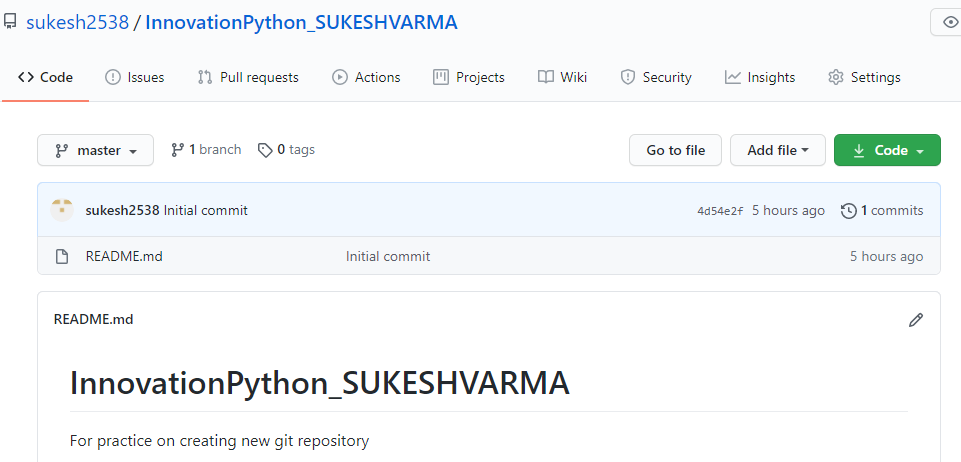 sukesh2538 / InnovationPython_SUKESHVARMA
Code Issues Pull requests Actions Projects Wiki Security Insights Settings
master 1 branch 0 tags Go to file Add file Code
sukesh2538 Initial commit 4d54e2f 5 hours ago 1 commits
README.md Initial commit 5 hours ago
README.md
InnovationPython_SUKESHVARMA
For practice on creating new git repository